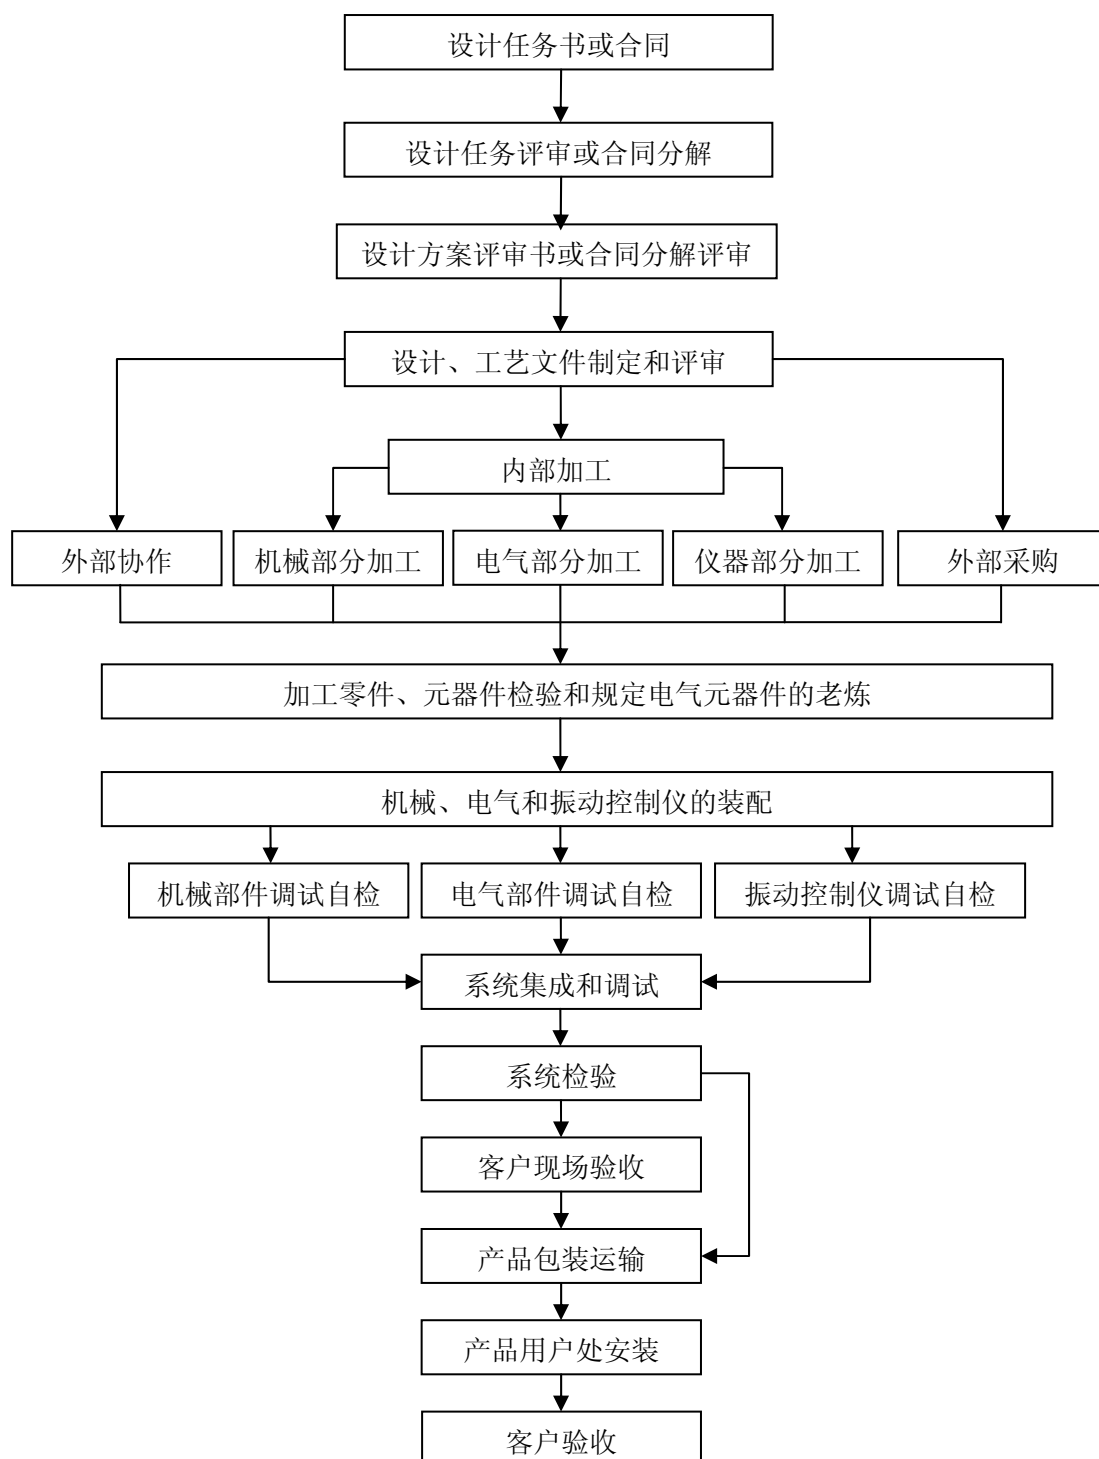 设计任务书或合同
设计任务评审或合同分解
设计方案评审书或合同分解评审
设计、工艺文件制定和评审
内部加工
外部协作
机械部分加工
电气部分加工
仪器部分加工
外部采购
加工零件、元器件检验和规定电气元器件的老炼
机械、电气和振动控制仪的装配
机械部件调试自检
电气部件调试自检
振动控制仪调试自检
系统集成和调试
系统检验
客户现场验收
产品包装运输
产品用户处安装
客户验收